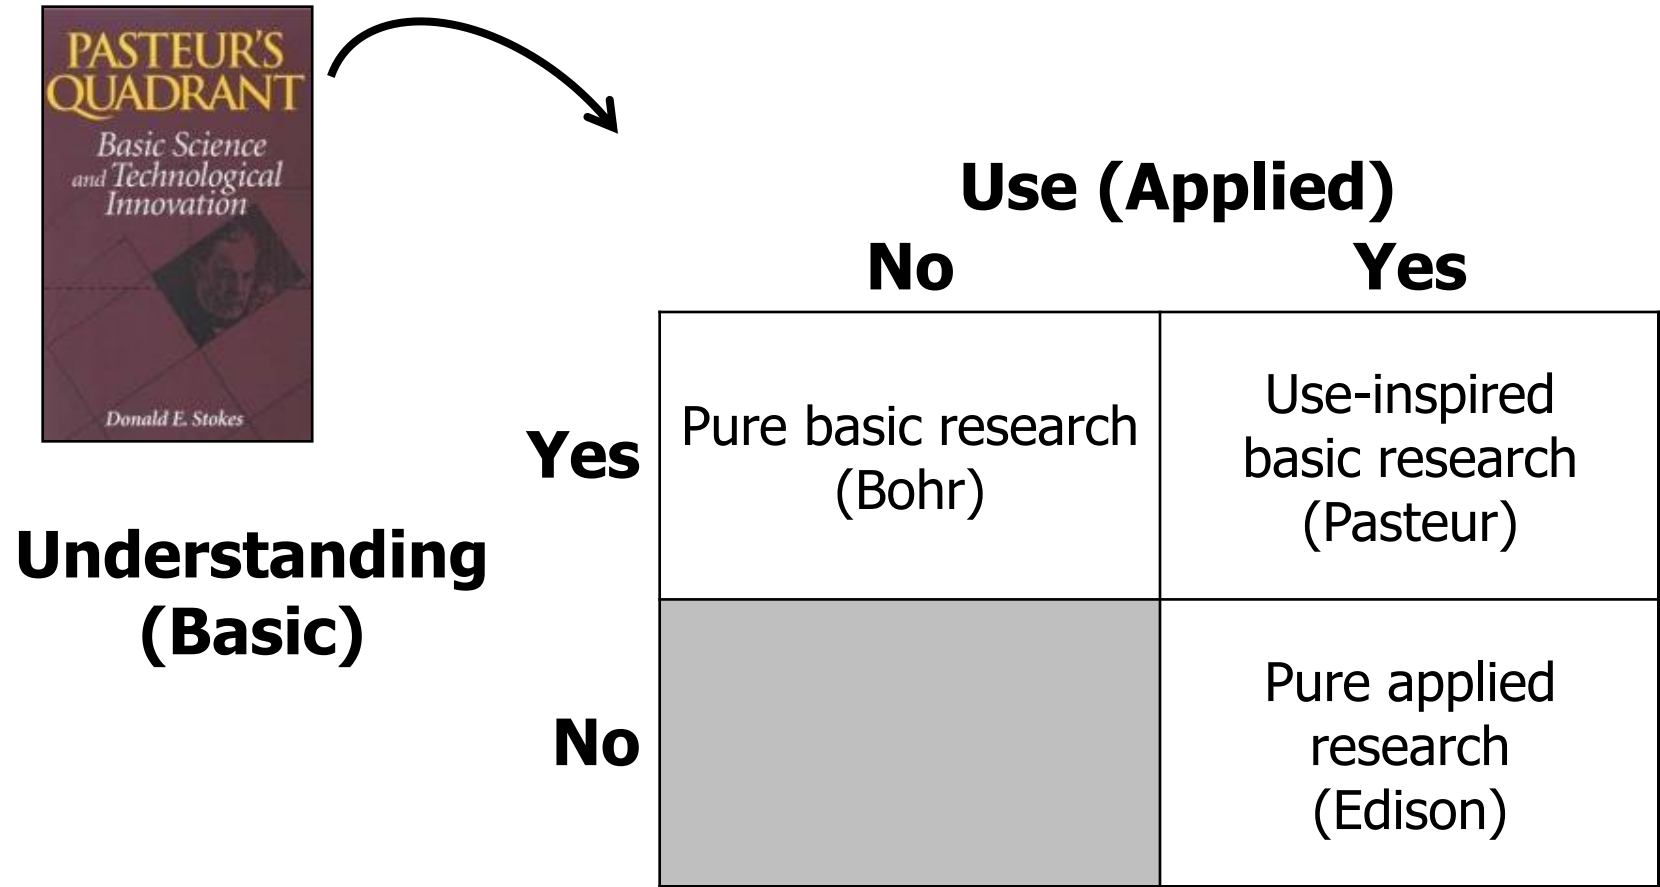 PASTEUR'S
QUADRANT
Basic Science
and Technological
Innovation
Donald E. Stokes
Use (Applied)
No
Yes
Understanding
(Basic)
Yes
Pure basic research
(Bohr)
Use-inspired
basic research
(Pasteur)
No
Pure applied
research
(Edison)